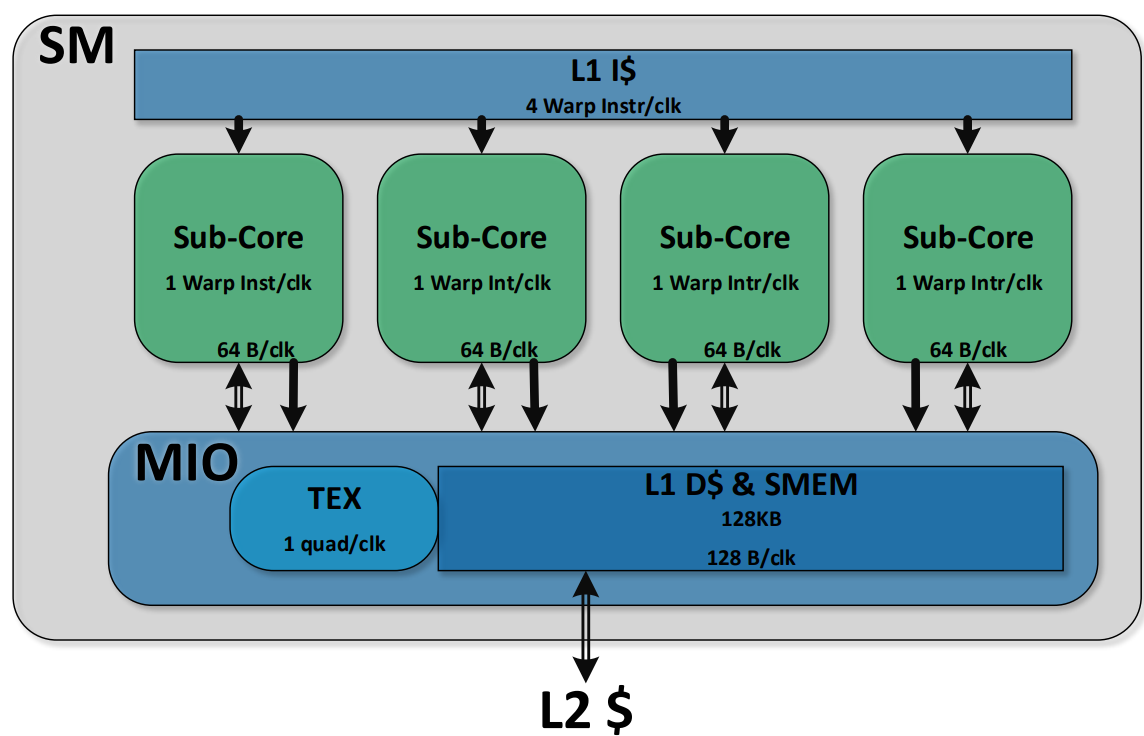 SM
L1 I$
4 Warp Instr/clk
Sub-Core
1 Warp Inst/clk
64 B/clk
Sub-Core
1 Warp Int/clk
64 B/clk
Sub-Core
1 Warp Intr/clk
64 B/clk
Sub-Core
1 Warp Intr/clk
64 B/clk
MIO
TEX
1 quad/clk
L1 D$ & SMEM
128KB
128 B/clk
L2 $